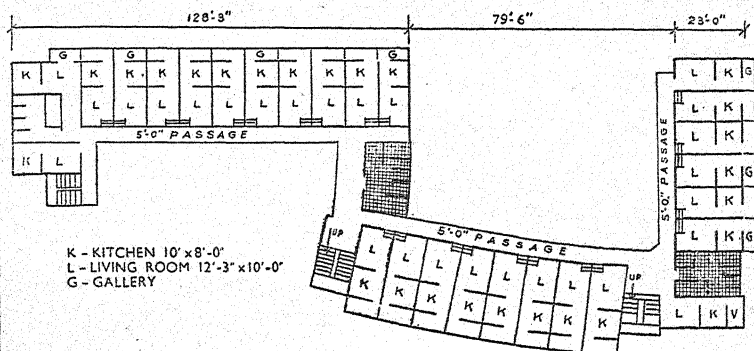 128'-3" 79'-6" 23'-0"
G G G G
K L K K K K K K K K K K
L L L L L L L L L L
5'-0" PASSAGE
K L
L K G
L K
L K
L K G
L K
L K G
5'-0" PASSAGE
UP
5'-0" PASSAGE
L L L L L L L L
K K K K K K K K
UP
L K V
K - KITCHEN 10' x 8'-0"
L - LIVING ROOM 12'-3" x 10'-0"
G - GALLERY